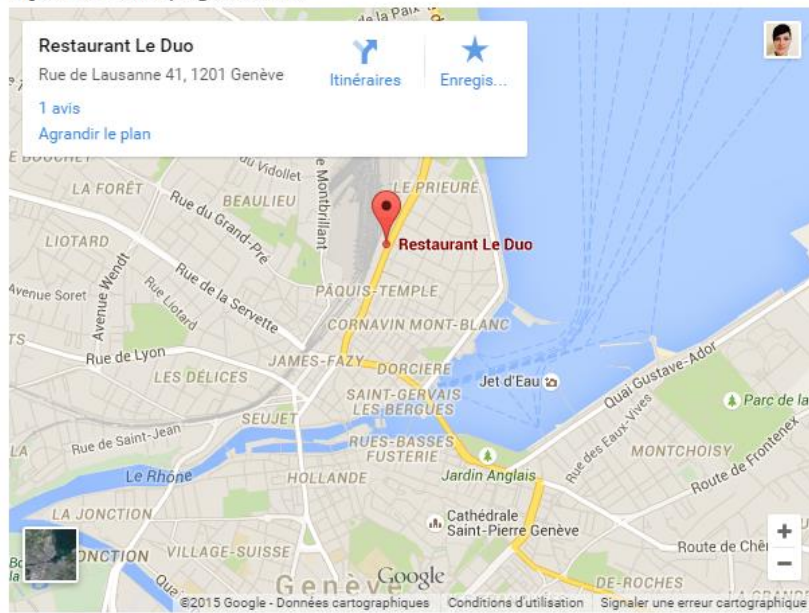 Restaurant Le Duo
Rue de Lausanne 41, 1201 Genève
1 avis
Agrandir le plan
Itinéraires
Enregis...
de la Paix
E BOUCHET
du Vidollet
LA FORÊT
BEAULIEU
Montbrillant
LE PRIEURÉ
Rue du Grand-Pré
LIOTARD
Restaurant Le Duo
Avenue Wendt
Rue de la Servette
Avenue Soret
Rue Liotard
PÂQUIS-TEMPLE
CORNAVIN MONT-BLANC
Rue de Lyon
JAMES-FAZY
DORCIERE
LES DÉLICES
SAINT-GERVAIS
LES BERGUES
Jet d'Eau
Quai Gustave-Ador
Parc de la
SEUJET
Rue de Saint-Jean
RUES-BASSES
FUSTERIE
Rue des Eaux-Vives
MONTCHOISY
Route de Frontenex
Le Rhône
HOLLANDE
Jardin Anglais
LA JONCTION
Cathédrale
Saint-Pierre Genève
ONCTION
VILLAGE-SUISSE
Route de Chên
Genève
Google
DE-ROCHES
©2015 Google - Données cartographiques
Conditions d'utilisation
Signaler une erreur cartographique